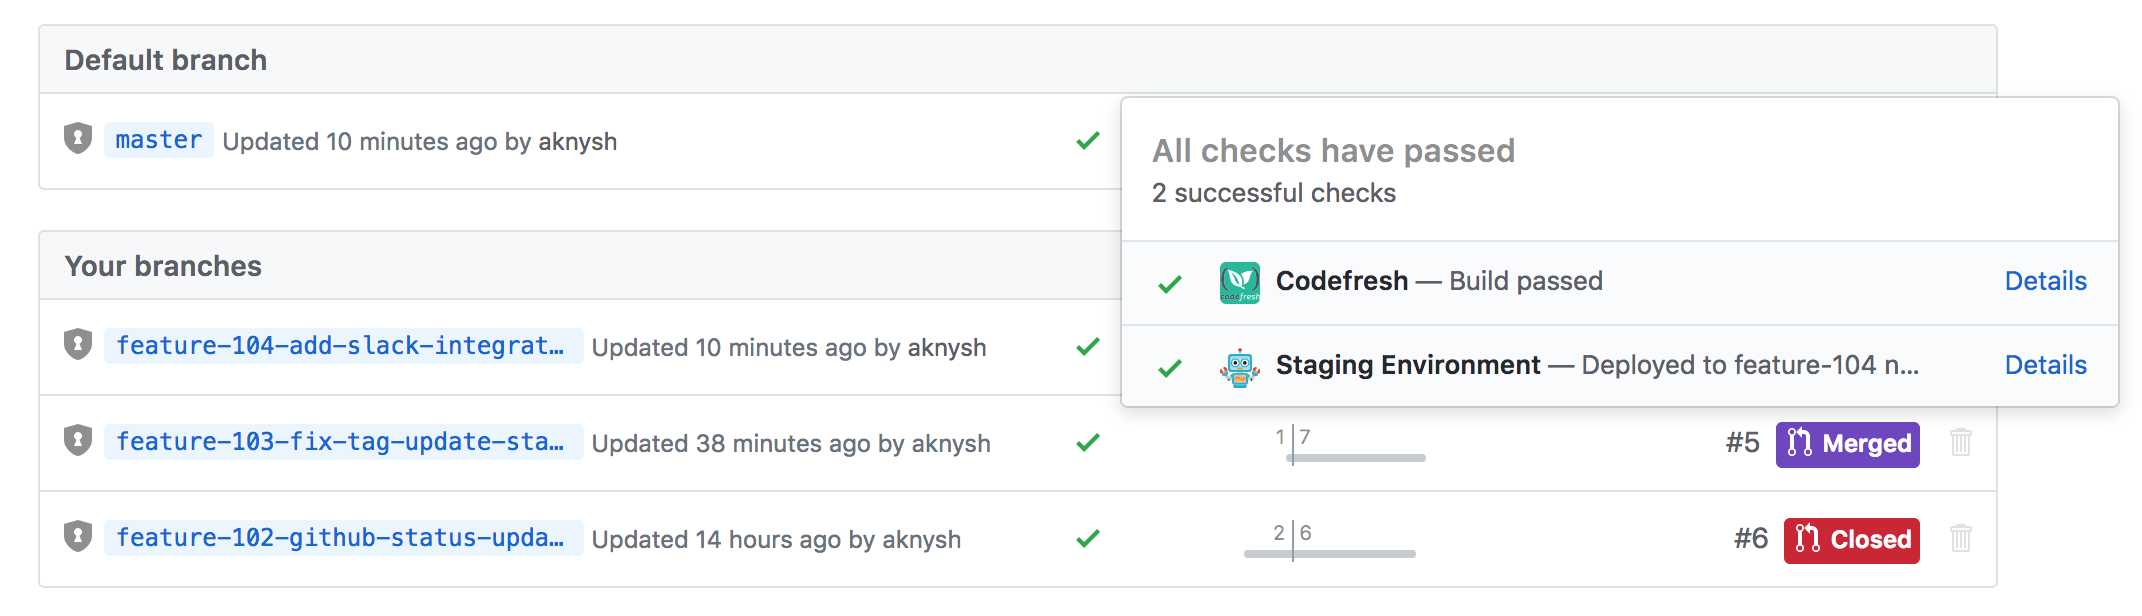 Default branch
master Updated 10 minutes ago by aknysh
All checks have passed
2 successful checks
Codefresh — Build passed Details
Staging Environment — Deployed to feature-104 n... Details
Your branches
feature-104-add-slack-integrat… Updated 10 minutes ago by aknysh
feature-103-fix-tag-update-sta… Updated 38 minutes ago by aknysh 1 7 #5 Merged
feature-102-github-status-upda… Updated 14 hours ago by aknysh 2 6 #6 Closed
codefresh